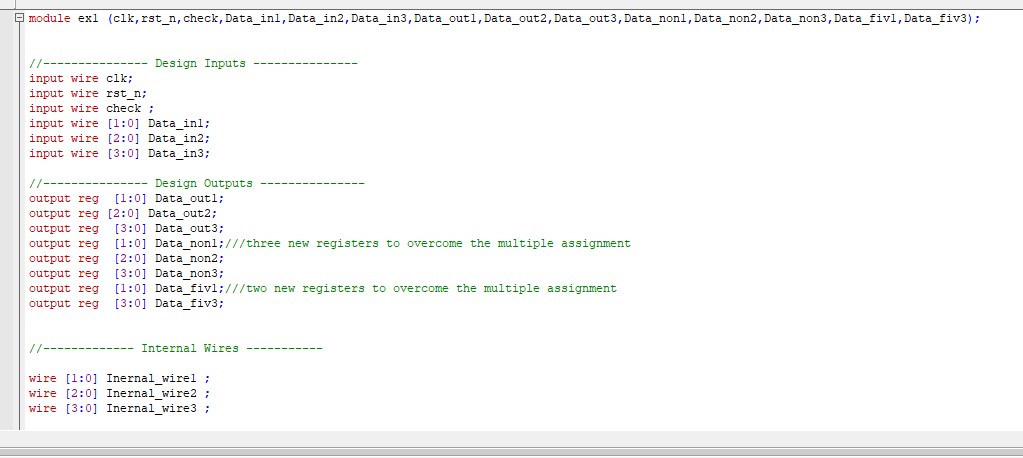 module ex1 (clk,rst_n,check,Data_in1,Data_in2,Data_in3,Data_out1,Data_out2,Data_out3,Data_non1,Data_non2,Data_non3,Data_fiv1,Data_fiv3);
//--------------- Design Inputs ---------------
input wire clk;
input wire rst_n;
input wire check ;
input wire [1:0] Data_in1;
input wire [2:0] Data_in2;
input wire [3:0] Data_in3;
//--------------- Design Outputs ---------------
output reg  [1:0] Data_out1;
output reg [2:0] Data_out2;
output reg  [3:0] Data_out3;
output reg  [1:0] Data_non1;///three new registers to overcome the multiple assignment
output reg  [2:0] Data_non2;
output reg  [3:0] Data_non3;
output reg  [1:0] Data_fiv1;///two new registers to overcome the multiple assignment
output reg  [3:0] Data_fiv3;
//------------- Internal Wires -----------
wire [1:0] Inernal_wire1 ;
wire [2:0] Inernal_wire2 ;
wire [3:0] Inernal_wire3 ;